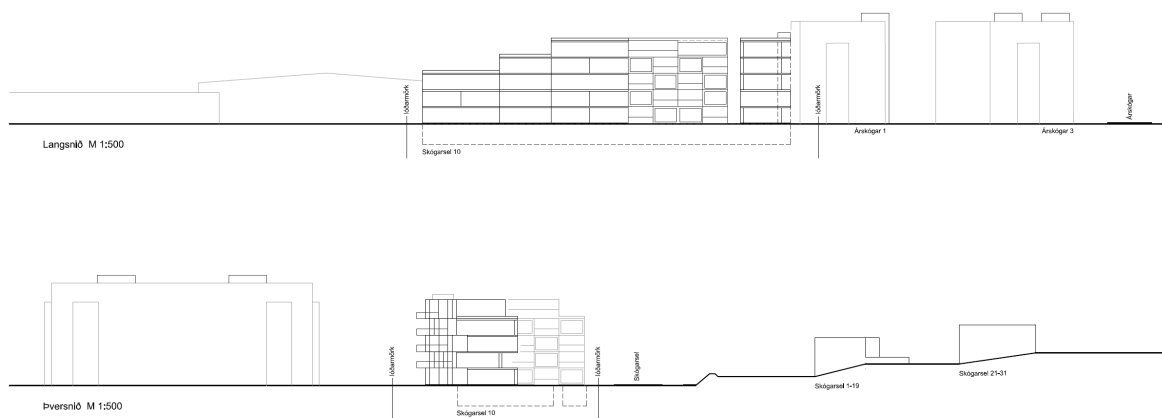 lóðarmörk
lóðarmörk
Árskógar
Árskógar 1
Árskógar 3
Langsnið M 1:500
Skógarsel 10
lóðarmörk
lóðarmörk
Skógarsel
Skógarsel 1-19
Skógarsel 21-31
Þversnið M 1:500
Skógarsel 10